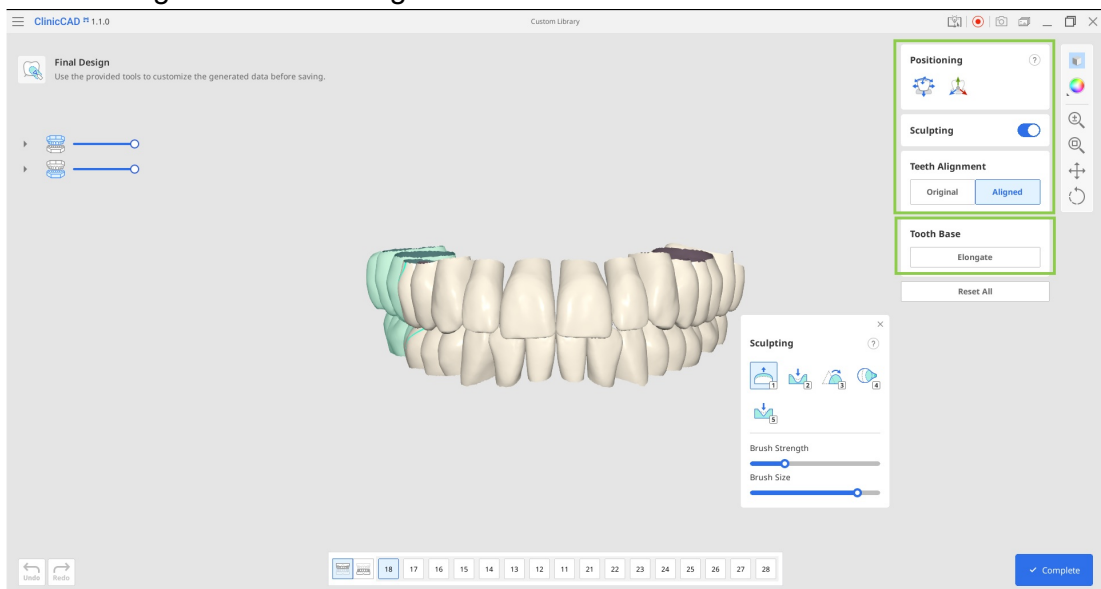 ClinicCAD 1.1.0
Custom Library
Final Design
Use the provided tools to customize the generated data before saving.
Positioning
?
Sculpting
Teeth Alignment
Original
Aligned
Tooth Base
Elongate
Reset All
Sculpting
?
1
2
3
4
5
Brush Strength
Brush Size
Undo
Redo
18 17 16 15 14 13 12 11 21 22 23 24 25 26 27 28
Complete